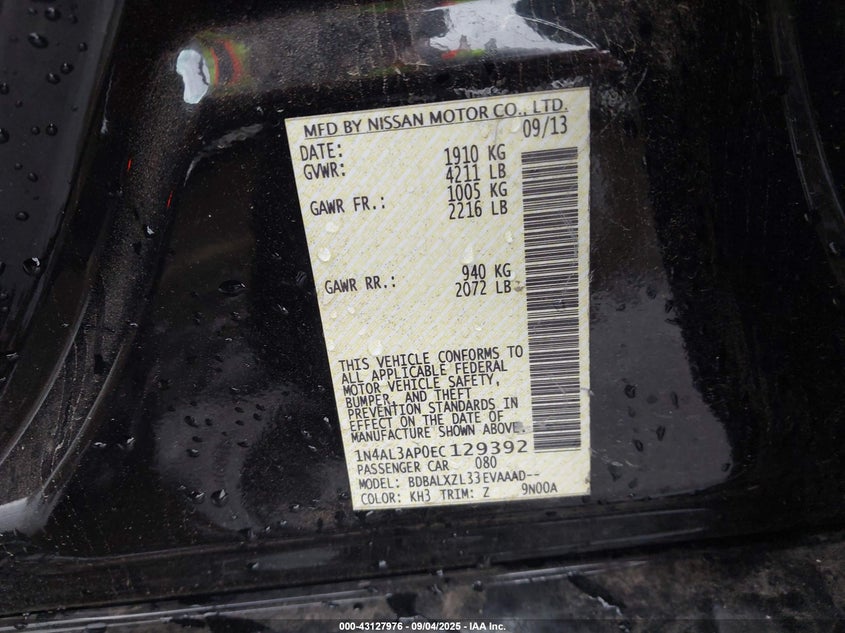 MFD BY NISSAN MOTOR CO., LTD.
DATE: 09/13
GVWR: 1910 KG
4211 LB
GAWR FR.: 1005 KG
2216 LB
GAWR RR.: 940 KG
2072 LB
THIS VEHICLE CONFORMS TO
ALL APPLICABLE FEDERAL
MOTOR VEHICLE SAFETY,
BUMPER, AND THEFT
PREVENTION STANDARDS IN
EFFECT ON THE DATE OF
MANUFACTURE SHOWN ABOVE.
1N4AL3AP0EC129392
PASSENGER CAR 080
MODEL: BDBALXZL33EVAAAD--
COLOR: KH3 TRIM: Z 9N00A
000-43127976 - 09/04/2025 - IAA Inc.